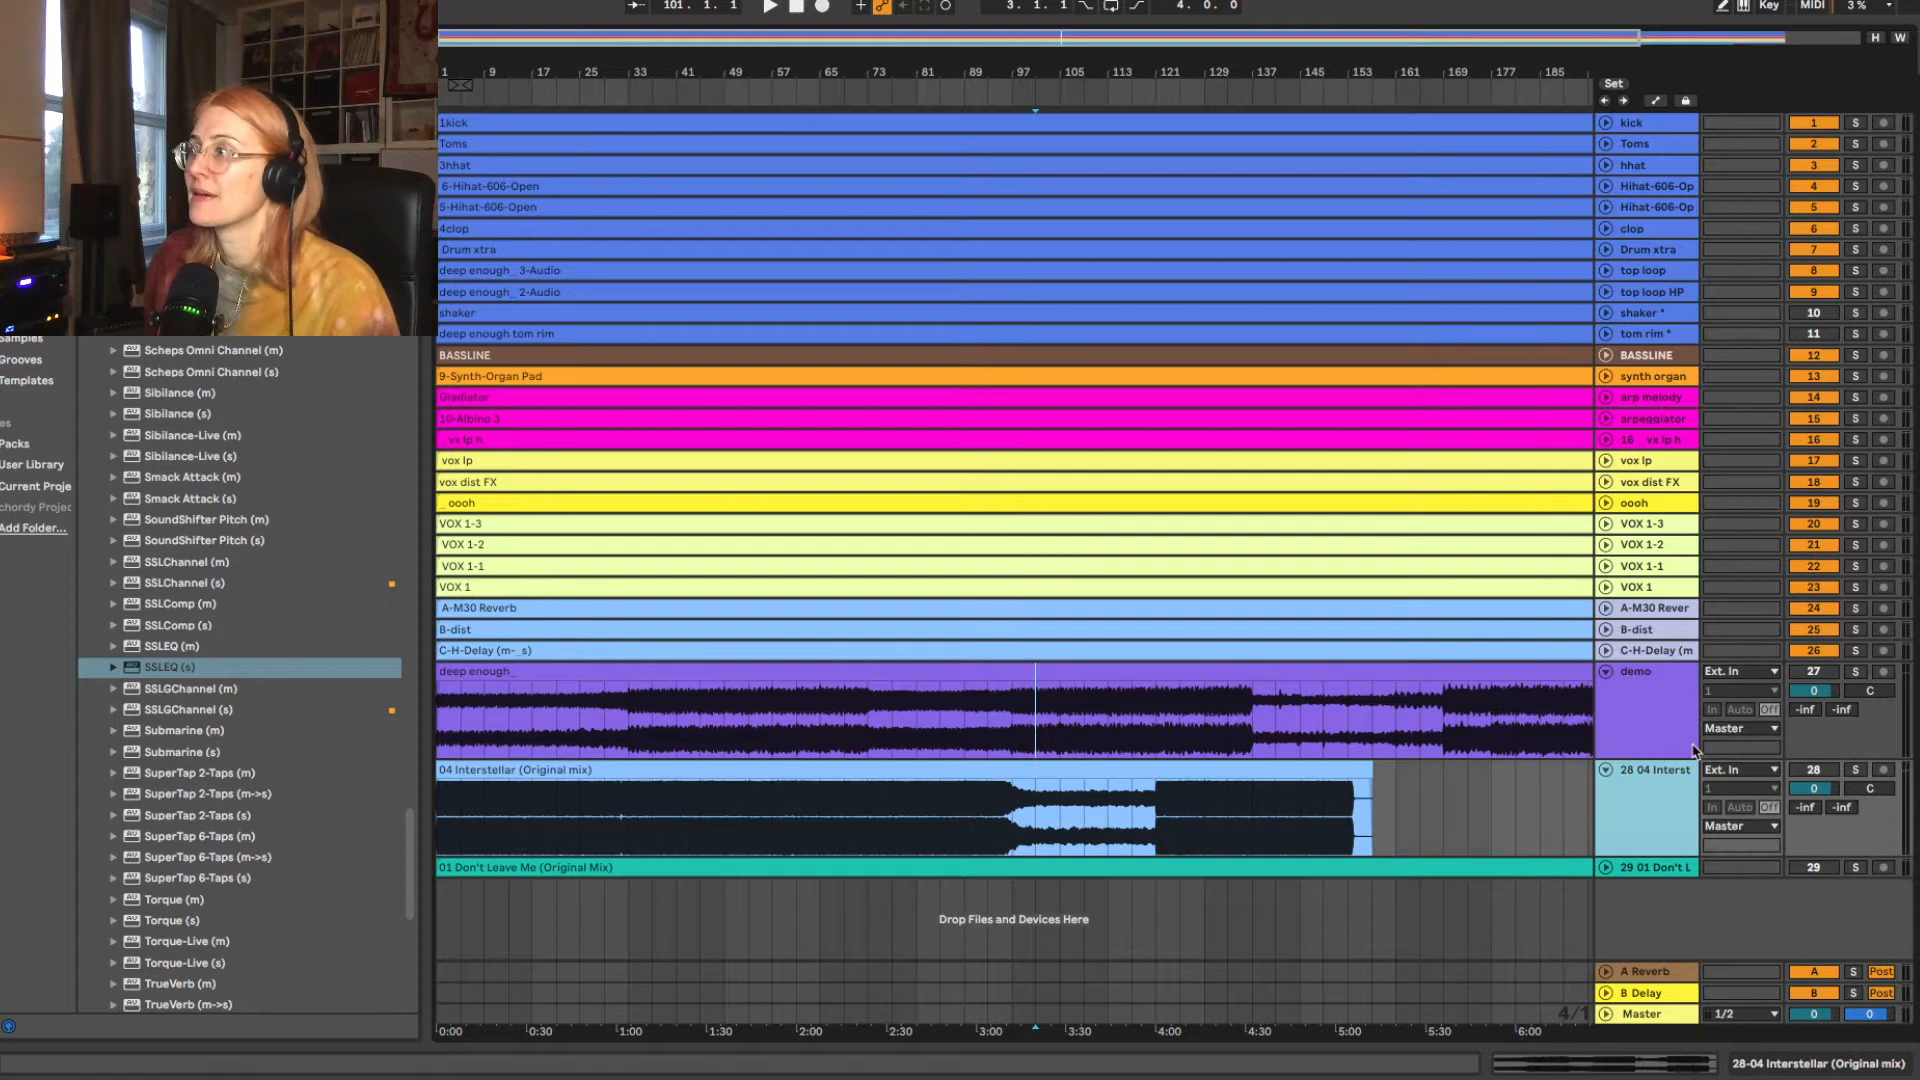 101. 1. 1
3. 1. 1
4. 0. 0
Key
MIDI
3 %
H W
1 9 17 25 33 41 49 57 65 73 81 89 97 105 113 121 129 137 145 153 161 169 177 185
Set
1kick kick 1 S
Toms Toms 2 S
3hhat hhat 3 S
6-Hihat-606-Open Hihat-606-Op 4 S
5-Hihat-606-Open Hihat-606-Op 5 S
4clop clop 6 S
Drum xtra Drum xtra 7 S
deep enough_ 3-Audio top loop 8 S
deep enough_ 2-Audio top loop HP 9 S
shaker shaker * 10 S
deep enough tom rim tom rim * 11 S
BASSLINE BASSLINE 12 S
9-Synth-Organ Pad synth organ 13 S
Gladiator arp melody 14 S
10-Albino 3 arpeggiator 15 S
_ vx lp h 16 _ vx lp h 16 S
vox lp vox lp 17 S
vox dist FX vox dist FX 18 S
_ oooh oooh 19 S
VOX 1-3 VOX 1-3 20 S
VOX 1-2 VOX 1-2 21 S
VOX 1-1 VOX 1-1 22 S
VOX 1 VOX 1 23 S
A-M30 Reverb A-M30 Rever 24 S
B-dist B-dist 25 S
C-H-Delay (m-_s) C-H-Delay (m 26 S
deep enough_ demo Ext. In 27 S
1 0 C
In Auto Off -inf -inf
Master
04 Interstellar (Original mix) 28 04 Interst Ext. In 28 S
1 0 C
In Auto Off -inf -inf
Master
01 Don't Leave Me (Original Mix) 29 01 Don't L 29 S
Drop Files and Devices Here
A Reverb A S Post
B Delay B S Post
4/1
Master 1/2 0 0
0:00 0:30 1:00 1:30 2:00 2:30 3:00 3:30 4:00 4:30 5:00 5:30 6:00
28-04 Interstellar (Original mix)
Samples
Grooves
Templates
es
Packs
User Library
Current Proje
chordy Projec
Add Folder...
Scheps Omni Channel (m)
Scheps Omni Channel (s)
Sibilance (m)
Sibilance (s)
Sibilance-Live (m)
Sibilance-Live (s)
Smack Attack (m)
Smack Attack (s)
SoundShifter Pitch (m)
SoundShifter Pitch (s)
SSLChannel (m)
SSLChannel (s)
SSLComp (m)
SSLComp (s)
SSLEQ (m)
SSLEQ (s)
SSLGChannel (m)
SSLGChannel (s)
Submarine (m)
Submarine (s)
SuperTap 2-Taps (m)
SuperTap 2-Taps (m->s)
SuperTap 2-Taps (s)
SuperTap 6-Taps (m)
SuperTap 6-Taps (m->s)
SuperTap 6-Taps (s)
Torque (m)
Torque (s)
Torque-Live (m)
Torque-Live (s)
TrueVerb (m)
TrueVerb (m->s)